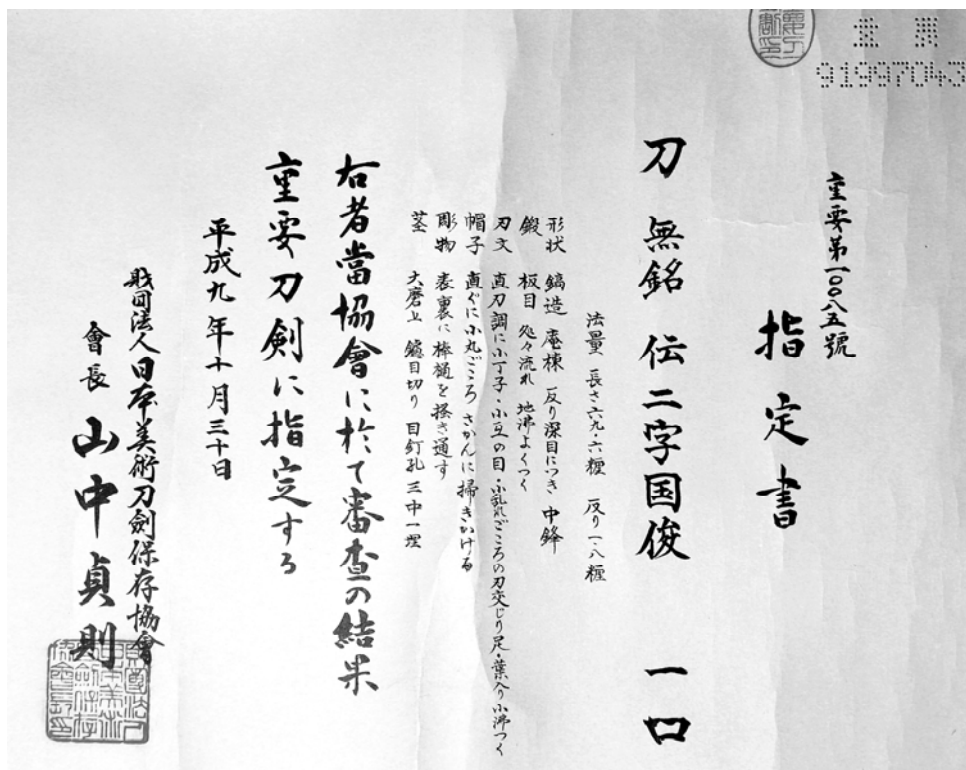 重要第一〇〇八五號
指定書
刀 無銘 伝二字国俊 一口
法量 長さ六九・六糎 反り一・八糎
形状 鎬造 庵棟 反り深目につき 中鋒
鍛 板目 処々流れ 地沸よくつく
刃文 直刃調に小丁子・小互の目・小乱れごころの刃交じり足・葉入り小沸つく
帽子 直ぐに小丸ごころ さかんに掃きかける
彫物 表裏に棒樋を掻き通す
茎 大磨上 鑢目切り 目釘孔 三中一埋
右者當協會に於て審査の結果
重要刀剣に指定する
平成九年十月三十日
財団法人日本美術刀劍保存協會
會長 山中貞則
91997043